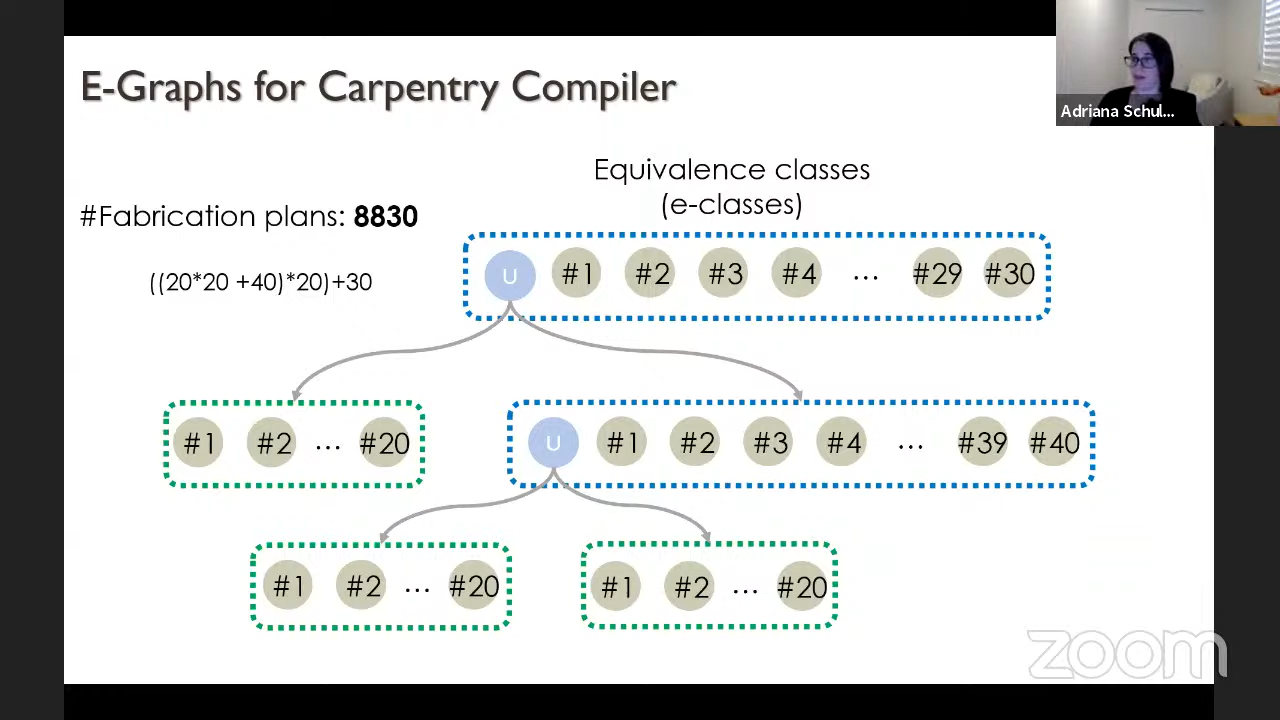 E-Graphs for Carpentry Compiler
Adriana Schul...
Equivalence classes
(e-classes)
#Fabrication plans: 8830
((20*20 +40)*20)+30
U #1 #2 #3 #4 ... #29 #30
#1 #2 ... #20
U #1 #2 #3 #4 ... #39 #40
#1 #2 ... #20
#1 #2 ... #20
zoom